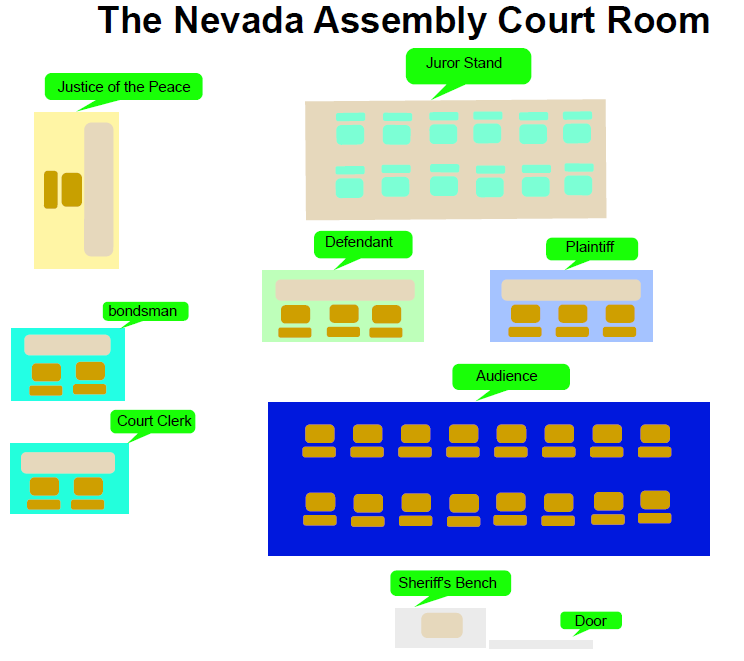 The Nevada Assembly Court Room
Juror Stand
Justice of the Peace
Defendant
Plaintiff
bondsman
Audience
Court Clerk
Sheriff's Bench
Door